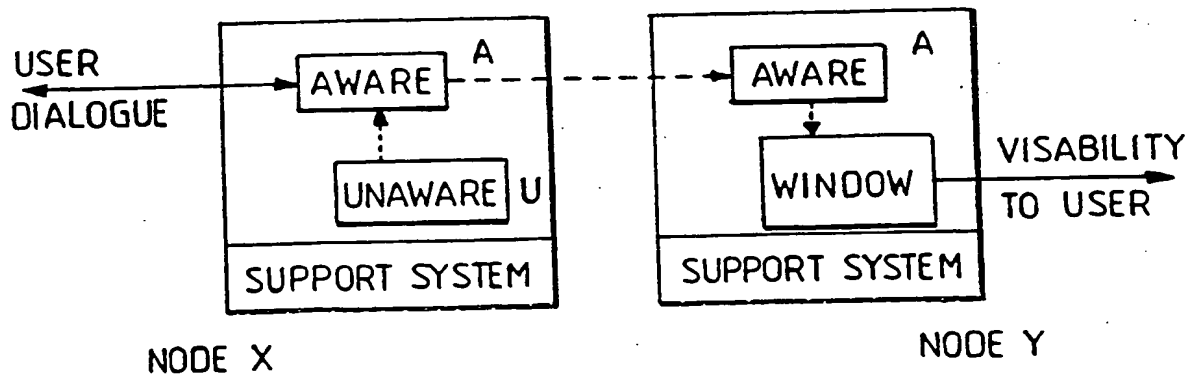 USER
DIALOGUE
AWARE
A
UNAWARE
U
SUPPORT SYSTEM
NODE X
AWARE
A
WINDOW
VISABILITY
TO USER
SUPPORT SYSTEM
NODE Y